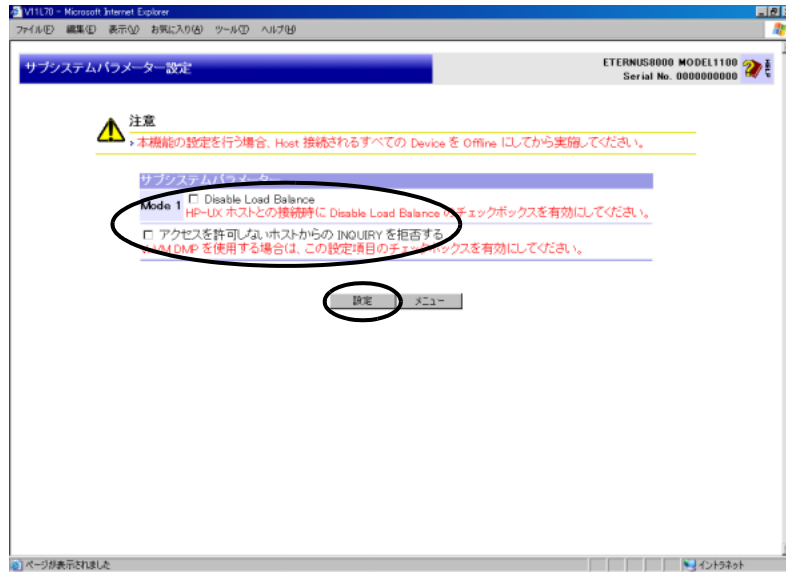 V11L70 - Microsoft Internet Explorer
ファイル(F) 編集(E) 表示(V) お気に入り(A) ツール(T) ヘルプ(H)
サブシステムパラメーター設定
ETERNUS8000 MODEL1100
Serial No. 0000000000
注意
本機能の設定を行う場合、Host 接続されるすべての Device を Offline にしてから実施してください。
サブシステムパラメーター
Mode 1 Disable Load Balance
HP-UX ホストとの接続時に Disable Load Balance のチェックボックスを有効にしてください。
アクセスを許可しないホストからの INQUIRY を拒否する
DMP を使用する場合は、この設定項目のチェックボックスを有効にしてください。
設定 メニュー
ページが表示されました イントラネット